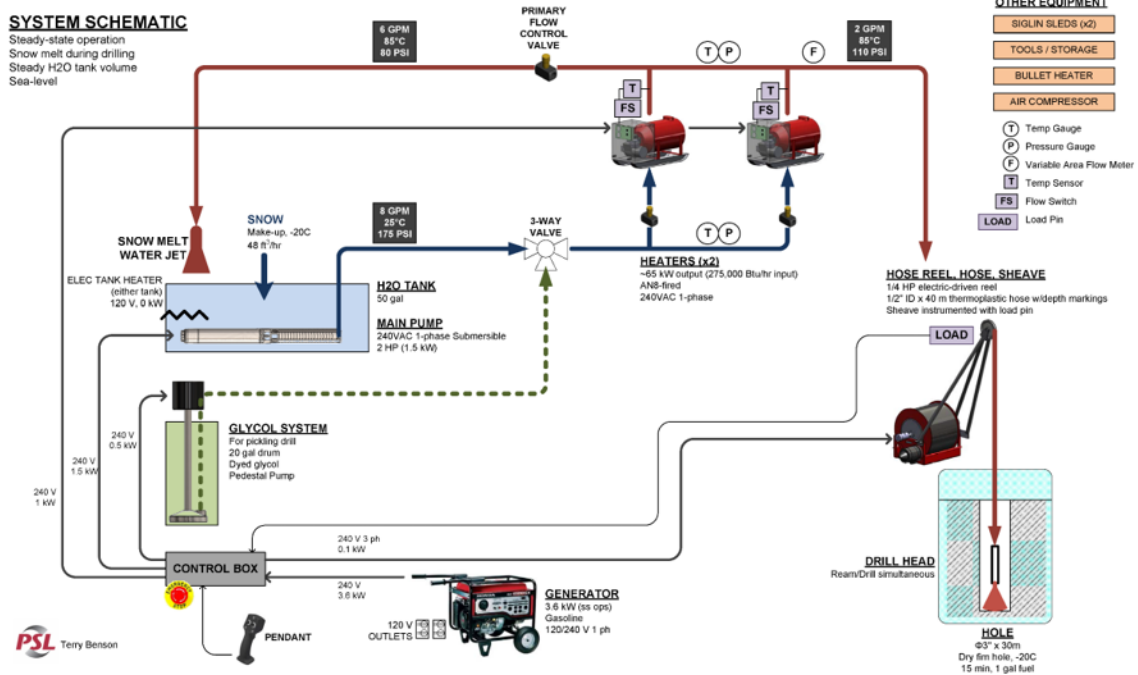 SYSTEM SCHEMATIC
Steady-state operation
Snow melt during drilling
Steady H2O tank volume
Sea-level
6 GPM
85°C
80 PSI
PRIMARY
FLOW
CONTROL
VALVE
T
P
F
2 GPM
85°C
110 PSI
OTHER EQUIPMENT
SIGLIN SLEDS (x2)
TOOLS / STORAGE
BULLET HEATER
AIR COMPRESSOR
T Temp Gauge
P Pressure Gauge
F Variable Area Flow Meter
T Temp Sensor
FS Flow Switch
LOAD Load Pin
T
FS
T
FS
SNOW MELT
WATER JET
SNOW
Make-up, -20C
48 ft³/hr
8 GPM
25°C
175 PSI
3-WAY
VALVE
T
P
HEATERS (x2)
~65 kW output (275,000 Btu/hr input)
AN8-fired
240VAC 1-phase
ELEC TANK HEATER
(either tank)
120 V, 0 kW
H2O TANK
50 gal
MAIN PUMP
240VAC 1-phase Submersible
2 HP (1.5 kW)
HOSE REEL, HOSE, SHEAVE
1/4 HP electric-driven reel
1/2" ID x 40 m thermoplastic hose w/depth markings
Sheave instrumented with load pin
LOAD
GLYCOL SYSTEM
For pickling drill
20 gal drum
Dyed glycol
Pedestal Pump
240 V
0.5 kW
240 V
1.5 kW
240 V
1 kW
CONTROL BOX
EMERGENCY
STOP
240 V 3 ph
0.1 kW
240 V
3.6 kW
PENDANT
120 V
OUTLETS
GENERATOR
3.6 kW (ss ops)
Gasoline
120/240 V 1 ph
DRILL HEAD
Ream/Drill simultaneous
HOLE
Φ3" x 30m
Dry firn hole, -20C
15 min, 1 gal fuel
PSL Terry Benson